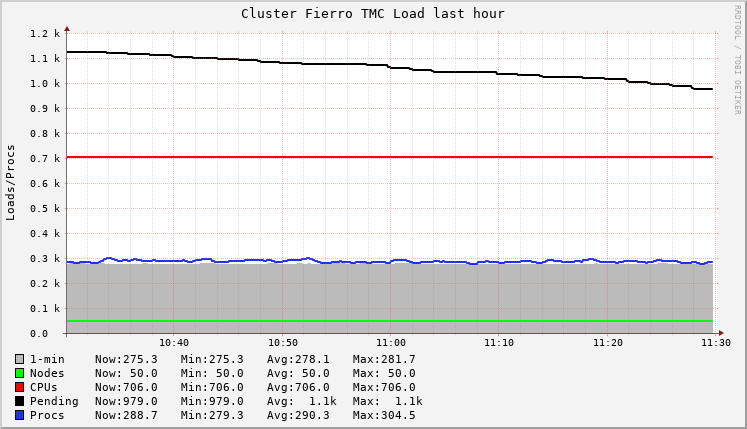 Cluster Fierro TMC Load last hour
RRDTOOL / TOBI OETIKER
Loads/Procs
1.2 k
1.1 k
1.0 k
0.9 k
0.8 k
0.7 k
0.6 k
0.5 k
0.4 k
0.3 k
0.2 k
0.1 k
0.0
10:40 10:50 11:00 11:10 11:20 11:30
1-min Now:275.3 Min:275.3 Avg:278.1 Max:281.7
Nodes Now: 50.0 Min: 50.0 Avg: 50.0 Max: 50.0
CPUs Now:706.0 Min:706.0 Avg:706.0 Max:706.0
Pending Now:979.0 Min:979.0 Avg: 1.1k Max: 1.1k
Procs Now:288.7 Min:279.3 Avg:290.3 Max:304.5